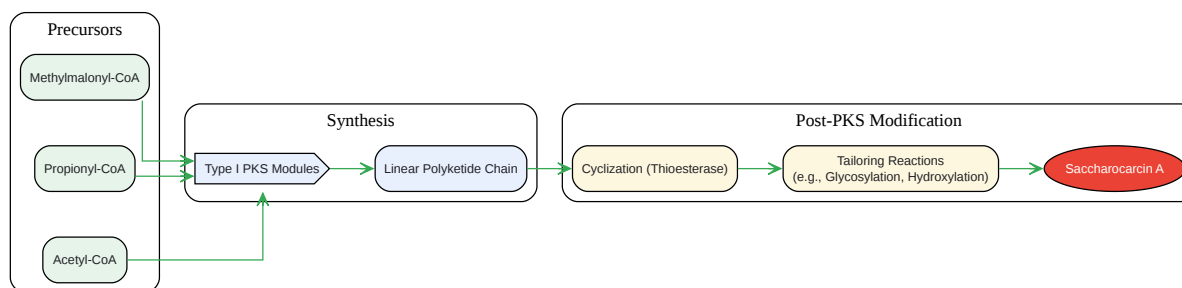 Precursors
Methylmalonyl-CoA
Propionyl-CoA
Acetyl-CoA
Synthesis
Type I PKS Modules
Linear Polyketide Chain
Post-PKS Modification
Cyclization (Thioesterase)
Tailoring Reactions
(e.g., Glycosylation, Hydroxylation)
Saccharocarcin A